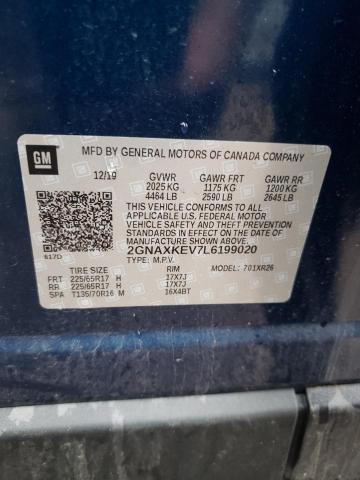 GM
MFD BY GENERAL MOTORS OF CANADA COMPANY
12/19 GVWR GAWR FRT GAWR RR
2025 KG 1175 KG 1200 KG
4464 LB 2590 LB 2645 LB
THIS VEHICLE CONFORMS TO ALL
APPLICABLE U.S. FEDERAL MOTOR
VEHICLE SAFETY AND THEFT PREVENTION
STANDARDS IN EFFECT ON THE DATE
OF MANUFACTURE SHOWN ABOVE.
617D 2GNAXKEV7L6199020
TYPE: M.P.V. MODEL: 701XR26
TIRE SIZE RIM
FRT 225/65R17 H 17X7J
RR 225/65R17 H 17X7J
SPA T135/70R16 M 16X4BT